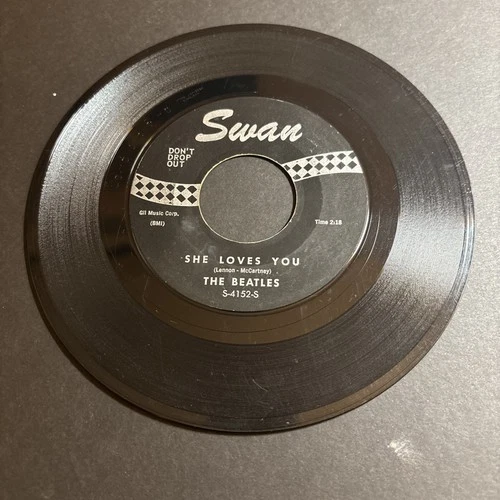 Swan
DON'T
DROP
OUT
Gil Music Corp.
(BMI)
Time 2:18
SHE LOVES YOU
(Lennon - McCartney)
THE BEATLES
S-4152-S